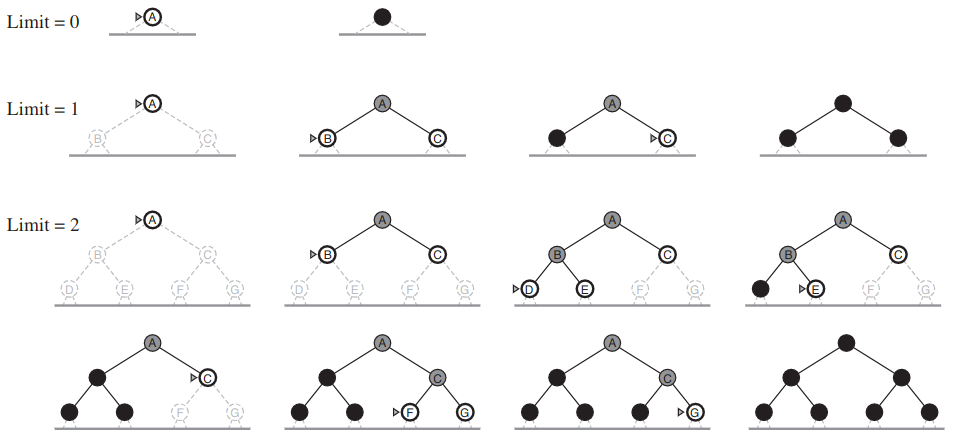 Limit = 0 A
Limit = 1 A A A
B C B C C
Limit = 2 A A A A
B C B C B C B C
D E F G D E F G D E F G E F G
A A A
C C C
F G F G G